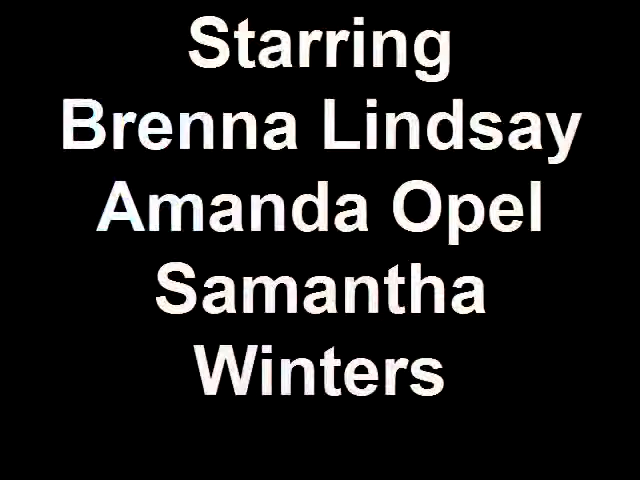 Starring
Brenna Lindsay
Amanda Opel
Samantha
Winters